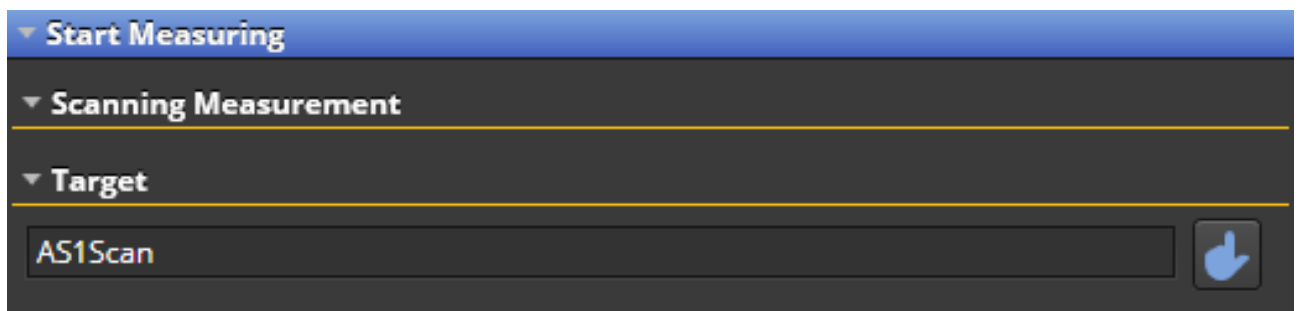 Start Measuring
Scanning Measurement
Target
AS1Scan